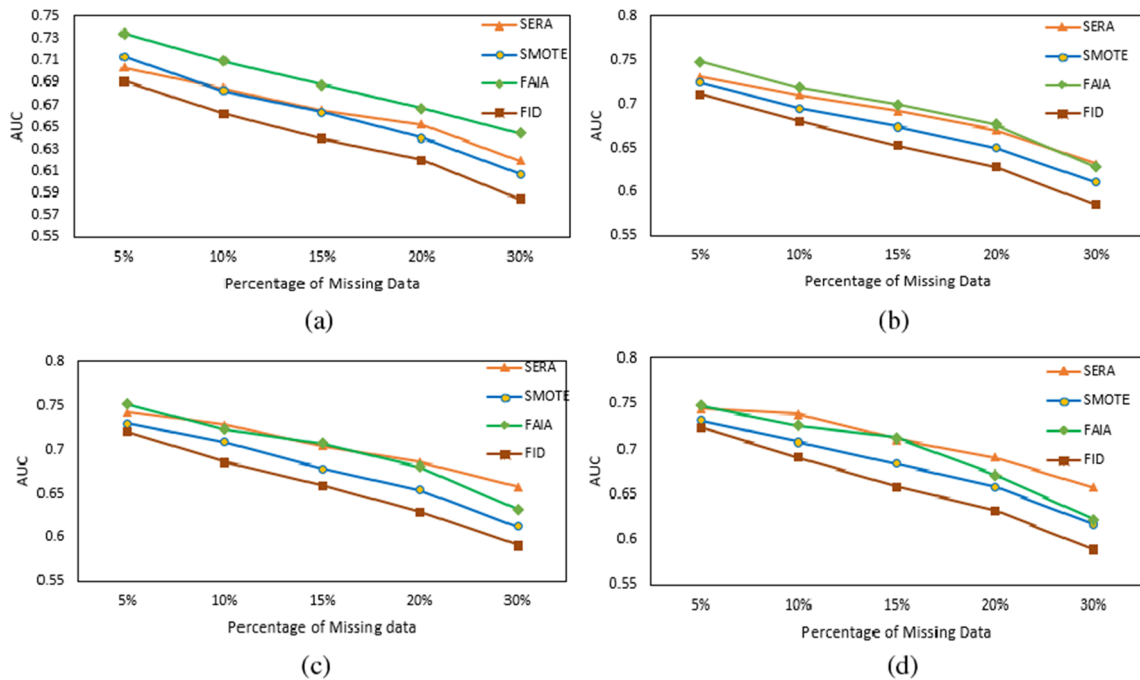 0.75
0.73
0.71
0.69
0.67
0.65
0.63
0.61
0.59
0.57
0.55
AUC
SERA
SMOTE
FAIA
FID
5% 10% 15% 20% 30%
Percentage of Missing Data
(a)
0.8
0.75
0.7
0.65
0.6
0.55
AUC
SERA
SMOTE
FAIA
FID
5% 10% 15% 20% 30%
Percentage of Missing Data
(b)
0.8
0.75
0.7
0.65
0.6
0.55
AUC
SERA
SMOTE
FAIA
FID
5% 10% 15% 20% 30%
Percentage of Missing data
(c)
0.8
0.75
0.7
0.65
0.6
0.55
AUC
SERA
SMOTE
FAIA
FID
5% 10% 15% 20% 30%
Percentage of Missing Data
(d)